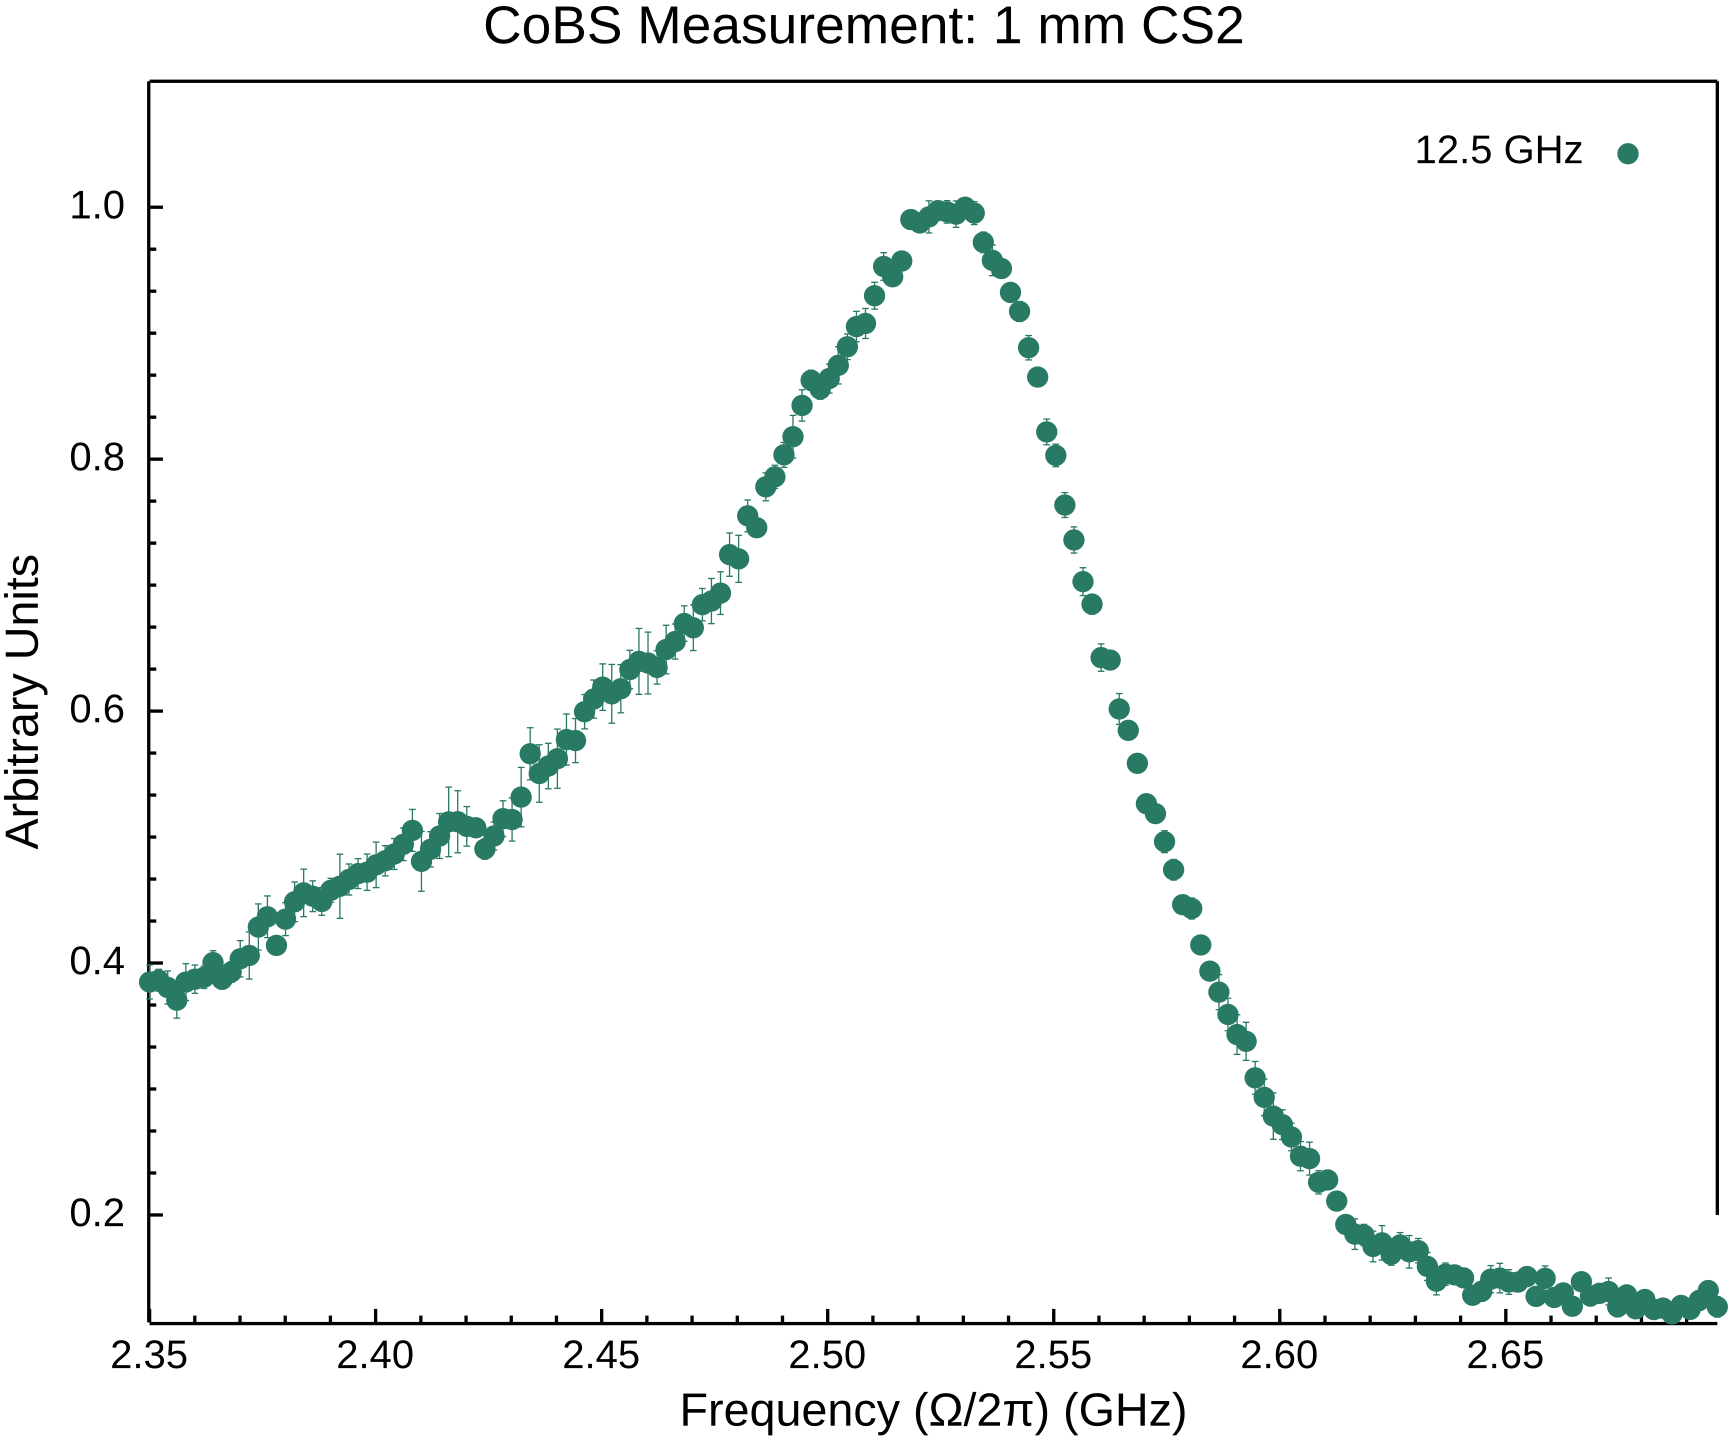 CoBS Measurement: 1 mm CS2
12.5 GHz
1.0
0.8
0.6
0.4
0.2
Arbitrary Units
2.35 2.40 2.45 2.50 2.55 2.60 2.65
Frequency (Ω/2π) (GHz)